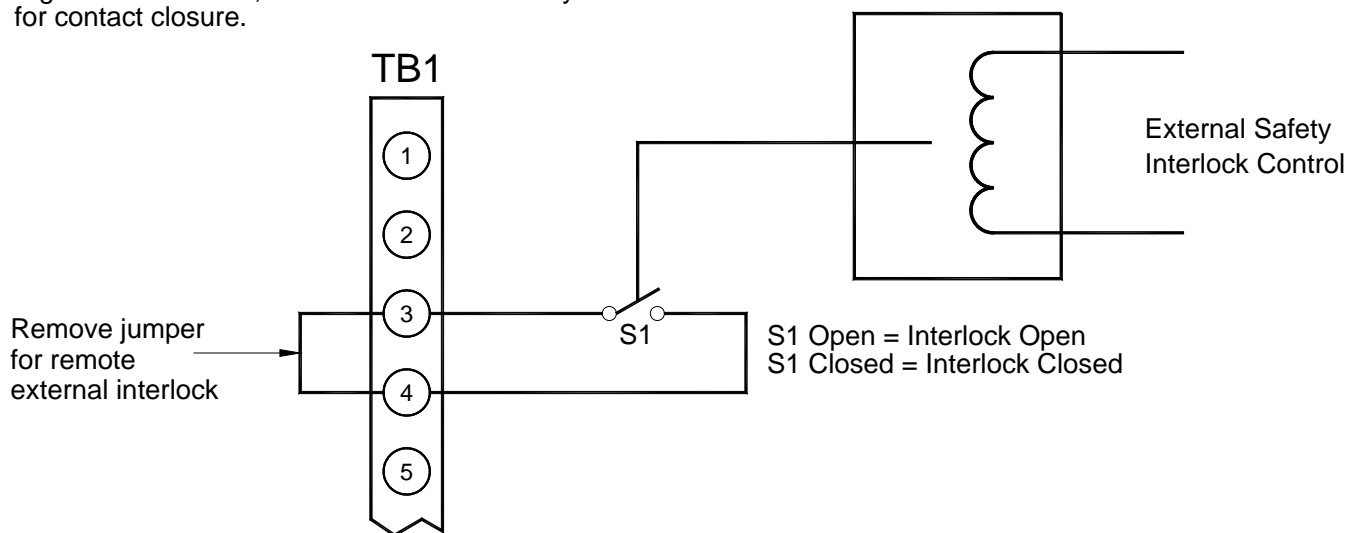 for contact closure.
TB1
1
2
3
4
5
Remove jumper
for remote
external interlock
S1
S1 Open = Interlock Open
S1 Closed = Interlock Closed
External Safety
Interlock Control